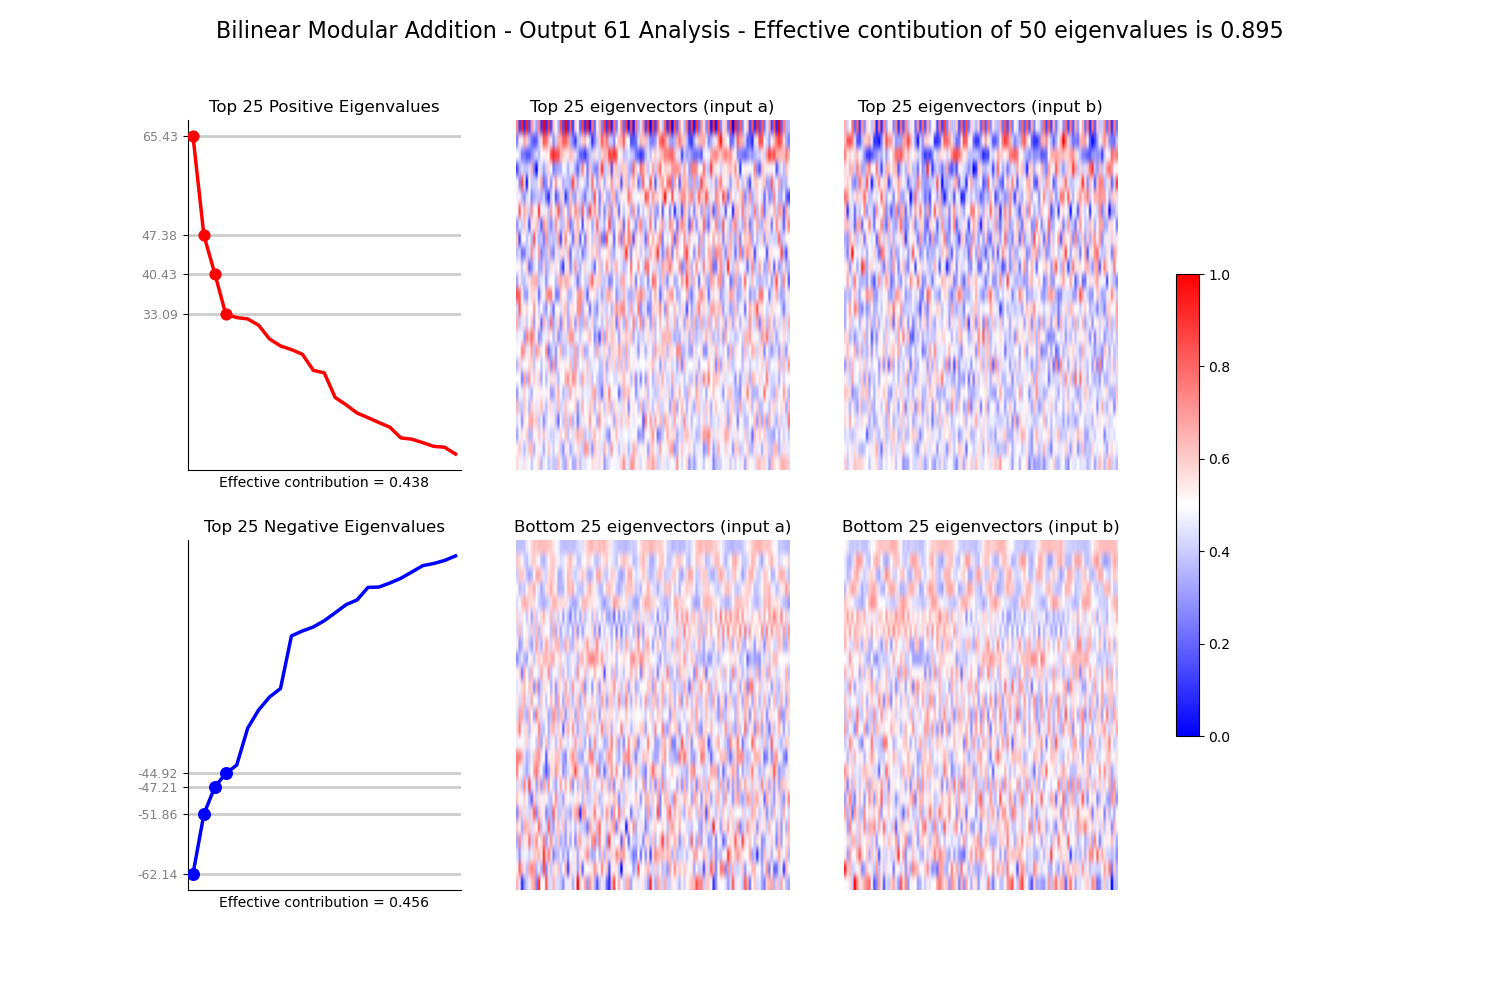 Bilinear Modular Addition - Output 61 Analysis - Effective contibution of 50 eigenvalues is 0.895
Top 25 Positive Eigenvalues
65.43
47.38
40.43
33.09
Effective contribution = 0.438
Top 25 eigenvectors (input a)
Top 25 eigenvectors (input b)
Top 25 Negative Eigenvalues
-44.92
-47.21
-51.86
-62.14
Effective contribution = 0.456
Bottom 25 eigenvectors (input a)
Bottom 25 eigenvectors (input b)
1.0
0.8
0.6
0.4
0.2
0.0